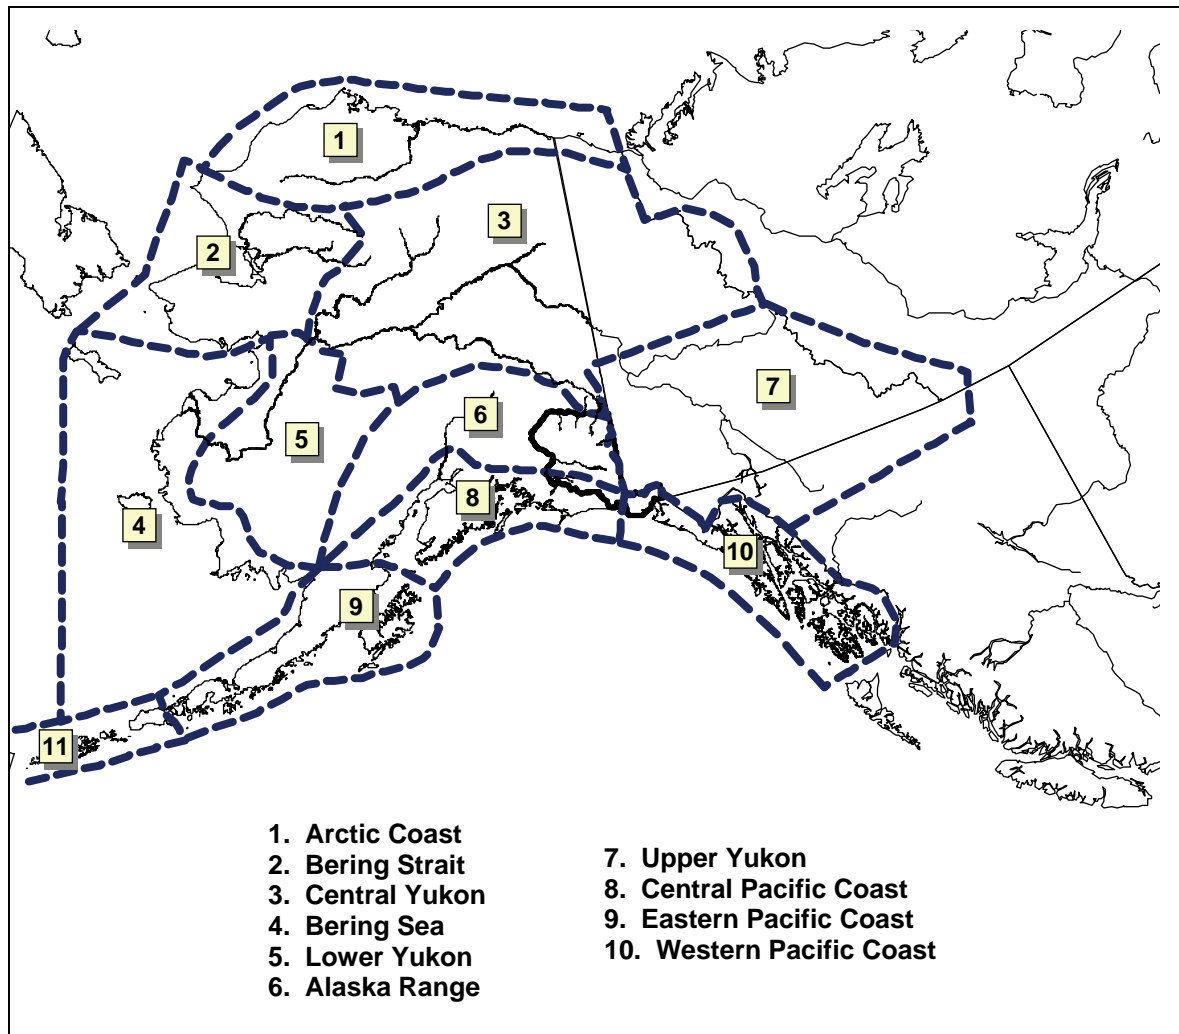 1
3
2
7
6
5
8
4
10
9
11
1. Arctic Coast
2. Bering Strait
3. Central Yukon
4. Bering Sea
5. Lower Yukon
6. Alaska Range
7. Upper Yukon
8. Central Pacific Coast
9. Eastern Pacific Coast
10. Western Pacific Coast